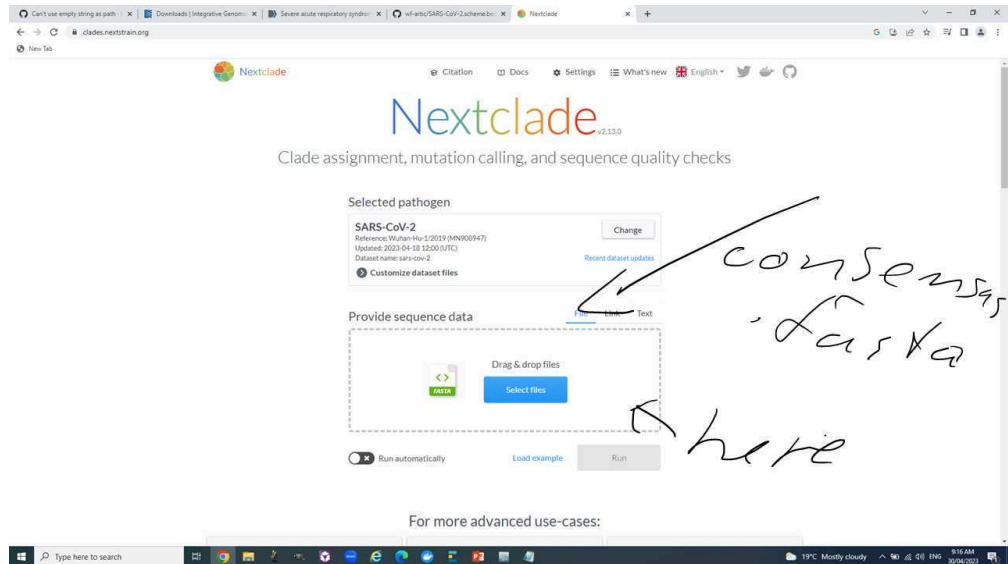 Can't use empty string as path
Downloads | Integrative Genom
Severe acute respiratory syndrom
wf-artic/SARS-CoV-2.scheme.be
Nextclade
clades.nextstrain.org
New Tab
Nextclade
Citation
Docs
Settings
What's new
English
Nextclade v2.13.0
Clade assignment, mutation calling, and sequence quality checks
Selected pathogen
SARS-CoV-2
Change
Reference: Wuhan-Hu-1/2019 (MN908947)
Updated: 2023-04-18 12:00 (UTC)
Dataset name: sars-cov-2
Recent dataset updates
Customize dataset files
consensas
.fasta
Provide sequence data
File
Link
Text
Drag & drop files
FASTA
Select files
here
Run automatically
Load example
Run
For more advanced use-cases:
Type here to search
19°C Mostly cloudy
ENG
9:16 AM
30/04/2023